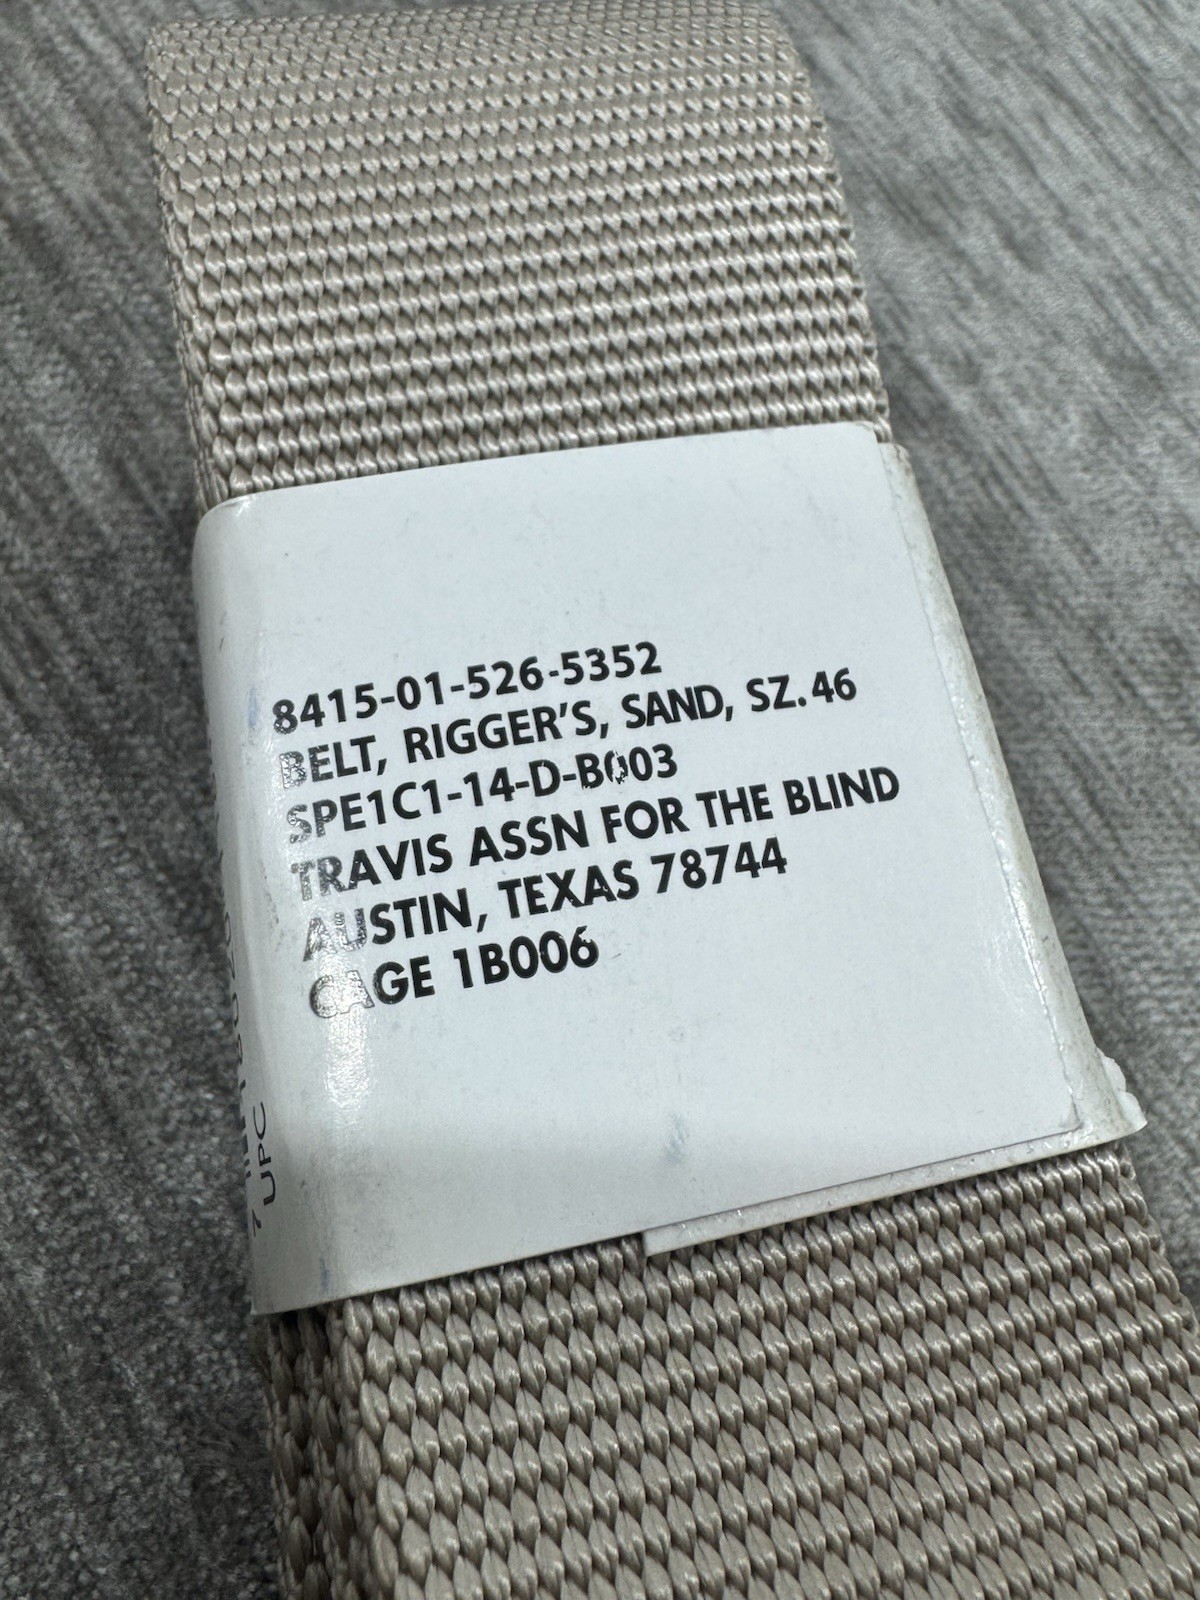 8415-01-526-5352
BELT, RIGGER'S, SAND, SZ. 46
SPE1C1-14-D-B003
TRAVIS ASSN FOR THE BLIND
AUSTIN, TEXAS 78744
CAGE 1B006
UPC